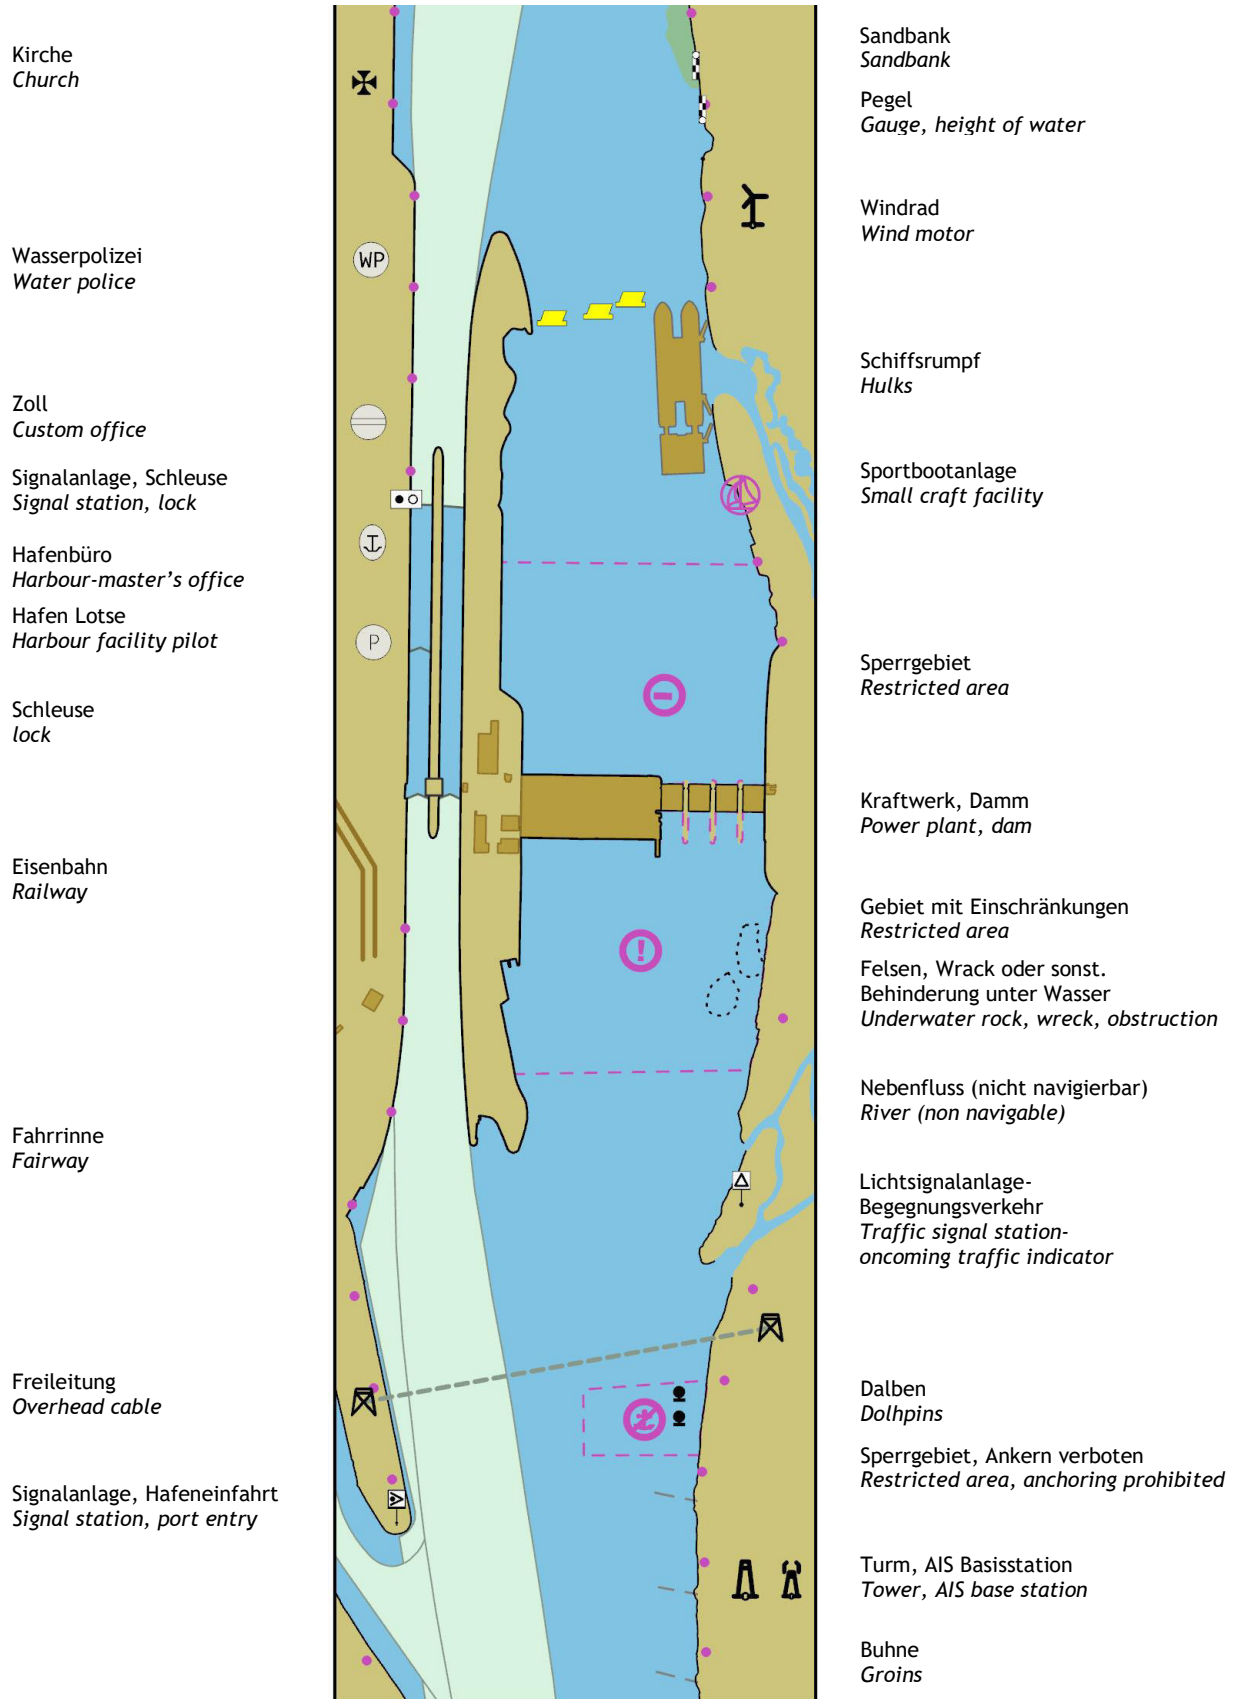 Kirche
Church
Wasserpolizei
Water police
Zoll
Custom office
Signalanlage, Schleuse
Signal station, lock
Hafenbüro
Harbour-master’s office
Hafen Lotse
Harbour facility pilot
Schleuse
lock
Eisenbahn
Railway
Fahrrinne
Fairway
Freileitung
Overhead cable
Signalanlage, Hafeneinfahrt
Signal station, port entry
WP
P
!
Sandbank
Sandbank
Pegel
Gauge, height of water
Windrad
Wind motor
Schiffsrumpf
Hulks
Sportbootanlage
Small craft facility
Sperrgebiet
Restricted area
Kraftwerk, Damm
Power plant, dam
Gebiet mit Einschränkungen
Restricted area
Felsen, Wrack oder sonst.
Behinderung unter Wasser
Underwater rock, wreck, obstruction
Nebenfluss (nicht navigierbar)
River (non navigable)
Lichtsignalanlage-
Begegnungsverkehr
Traffic signal station-
oncoming traffic indicator
Dalben
Dolhpins
Sperrgebiet, Ankern verboten
Restricted area, anchoring prohibited
Turm, AIS Basisstation
Tower, AIS base station
Buhne
Groins